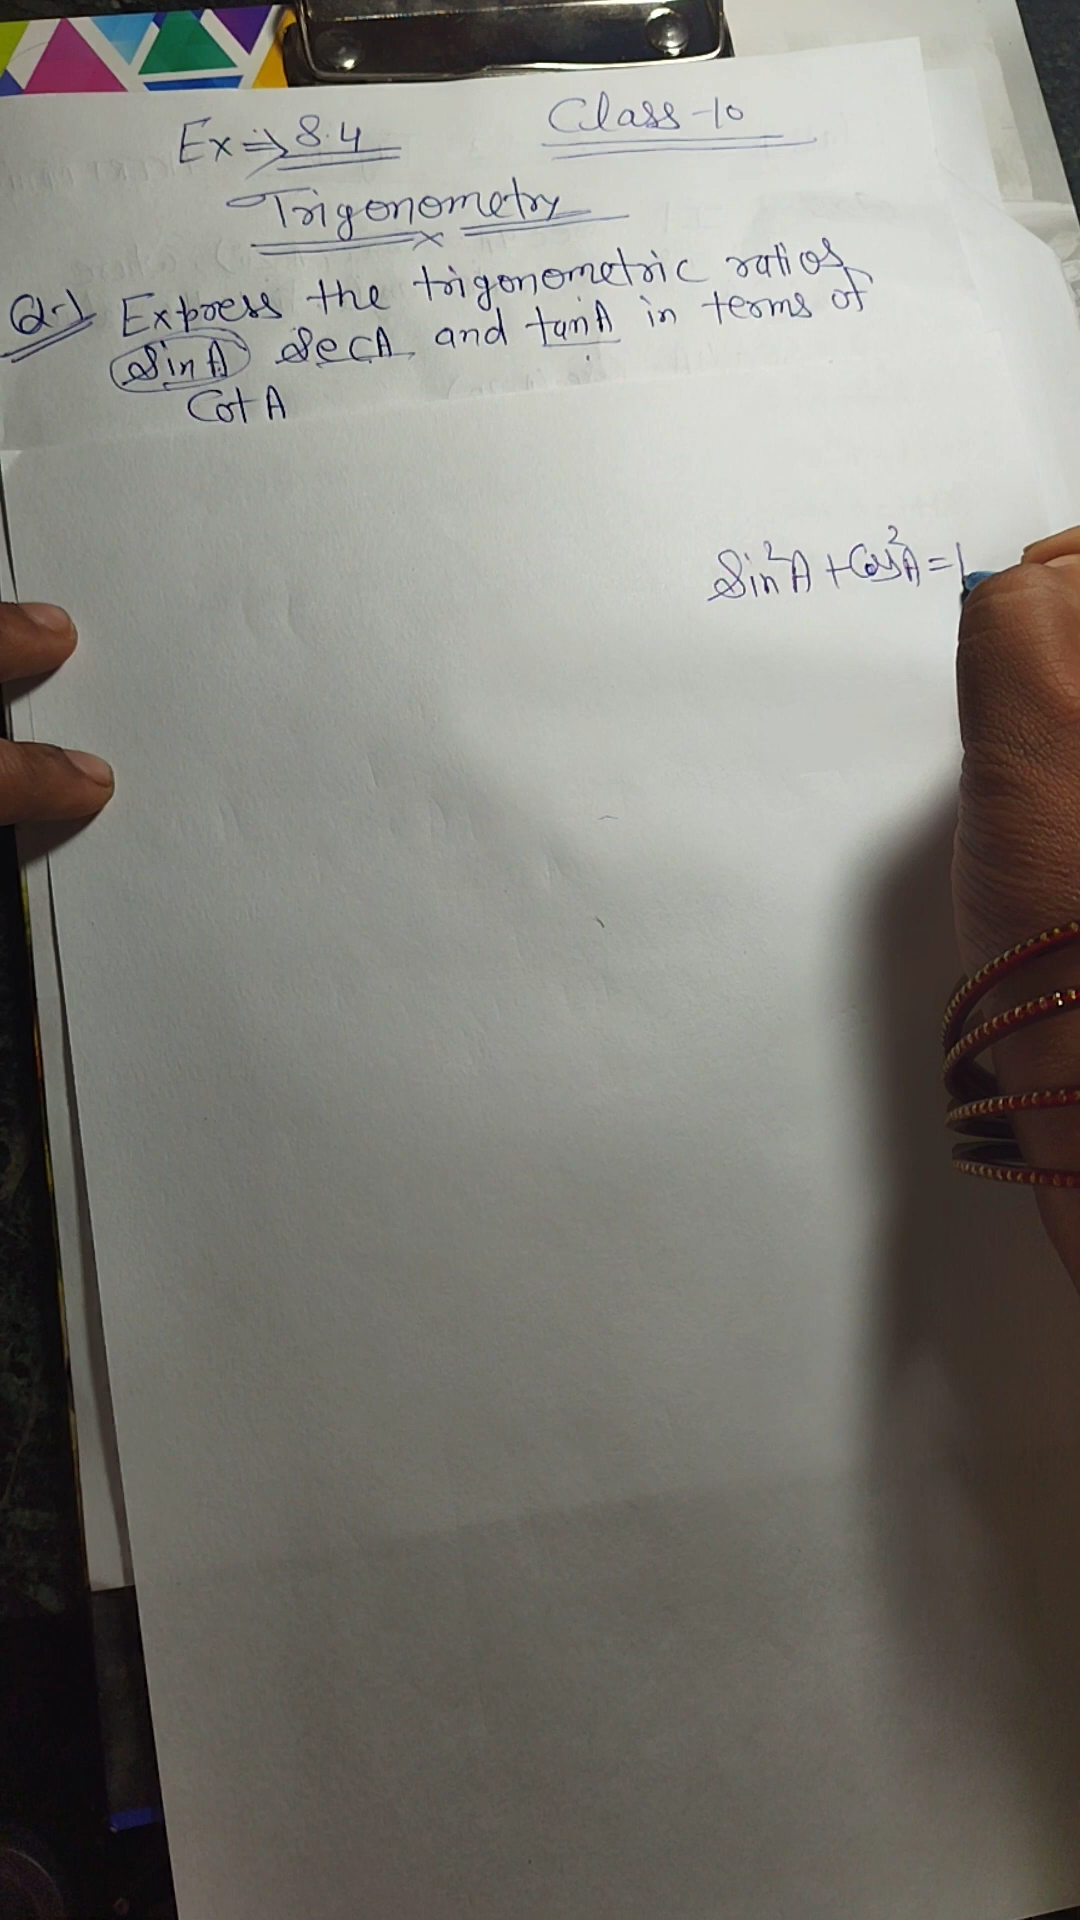 Ex⇒ 8.4 Class-10
Trigonometry
Q-1 Express the trigonometric ratios
Sin A Sec A and tan A in terms of
Cot A
Sin²A + Cos²A = 1